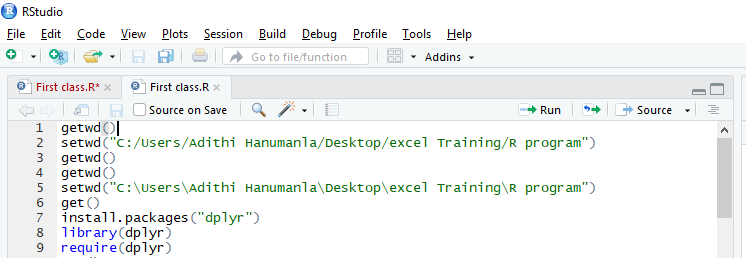 RStudio
File Edit Code View Plots Session Build Debug Profile Tools Help
Go to file/function Addins
First class.R* First class.R
Source on Save Run Source
1 getwd()
2 setwd("C:/Users/Adithi Hanumanla/Desktop/excel Training/R program")
3 getwd()
4 getwd()
5 setwd("C:\Users\Adithi Hanumanla\Desktop\excel Training\R program")
6 get()
7 install.packages("dplyr")
8 library(dplyr)
9 require(dplyr)